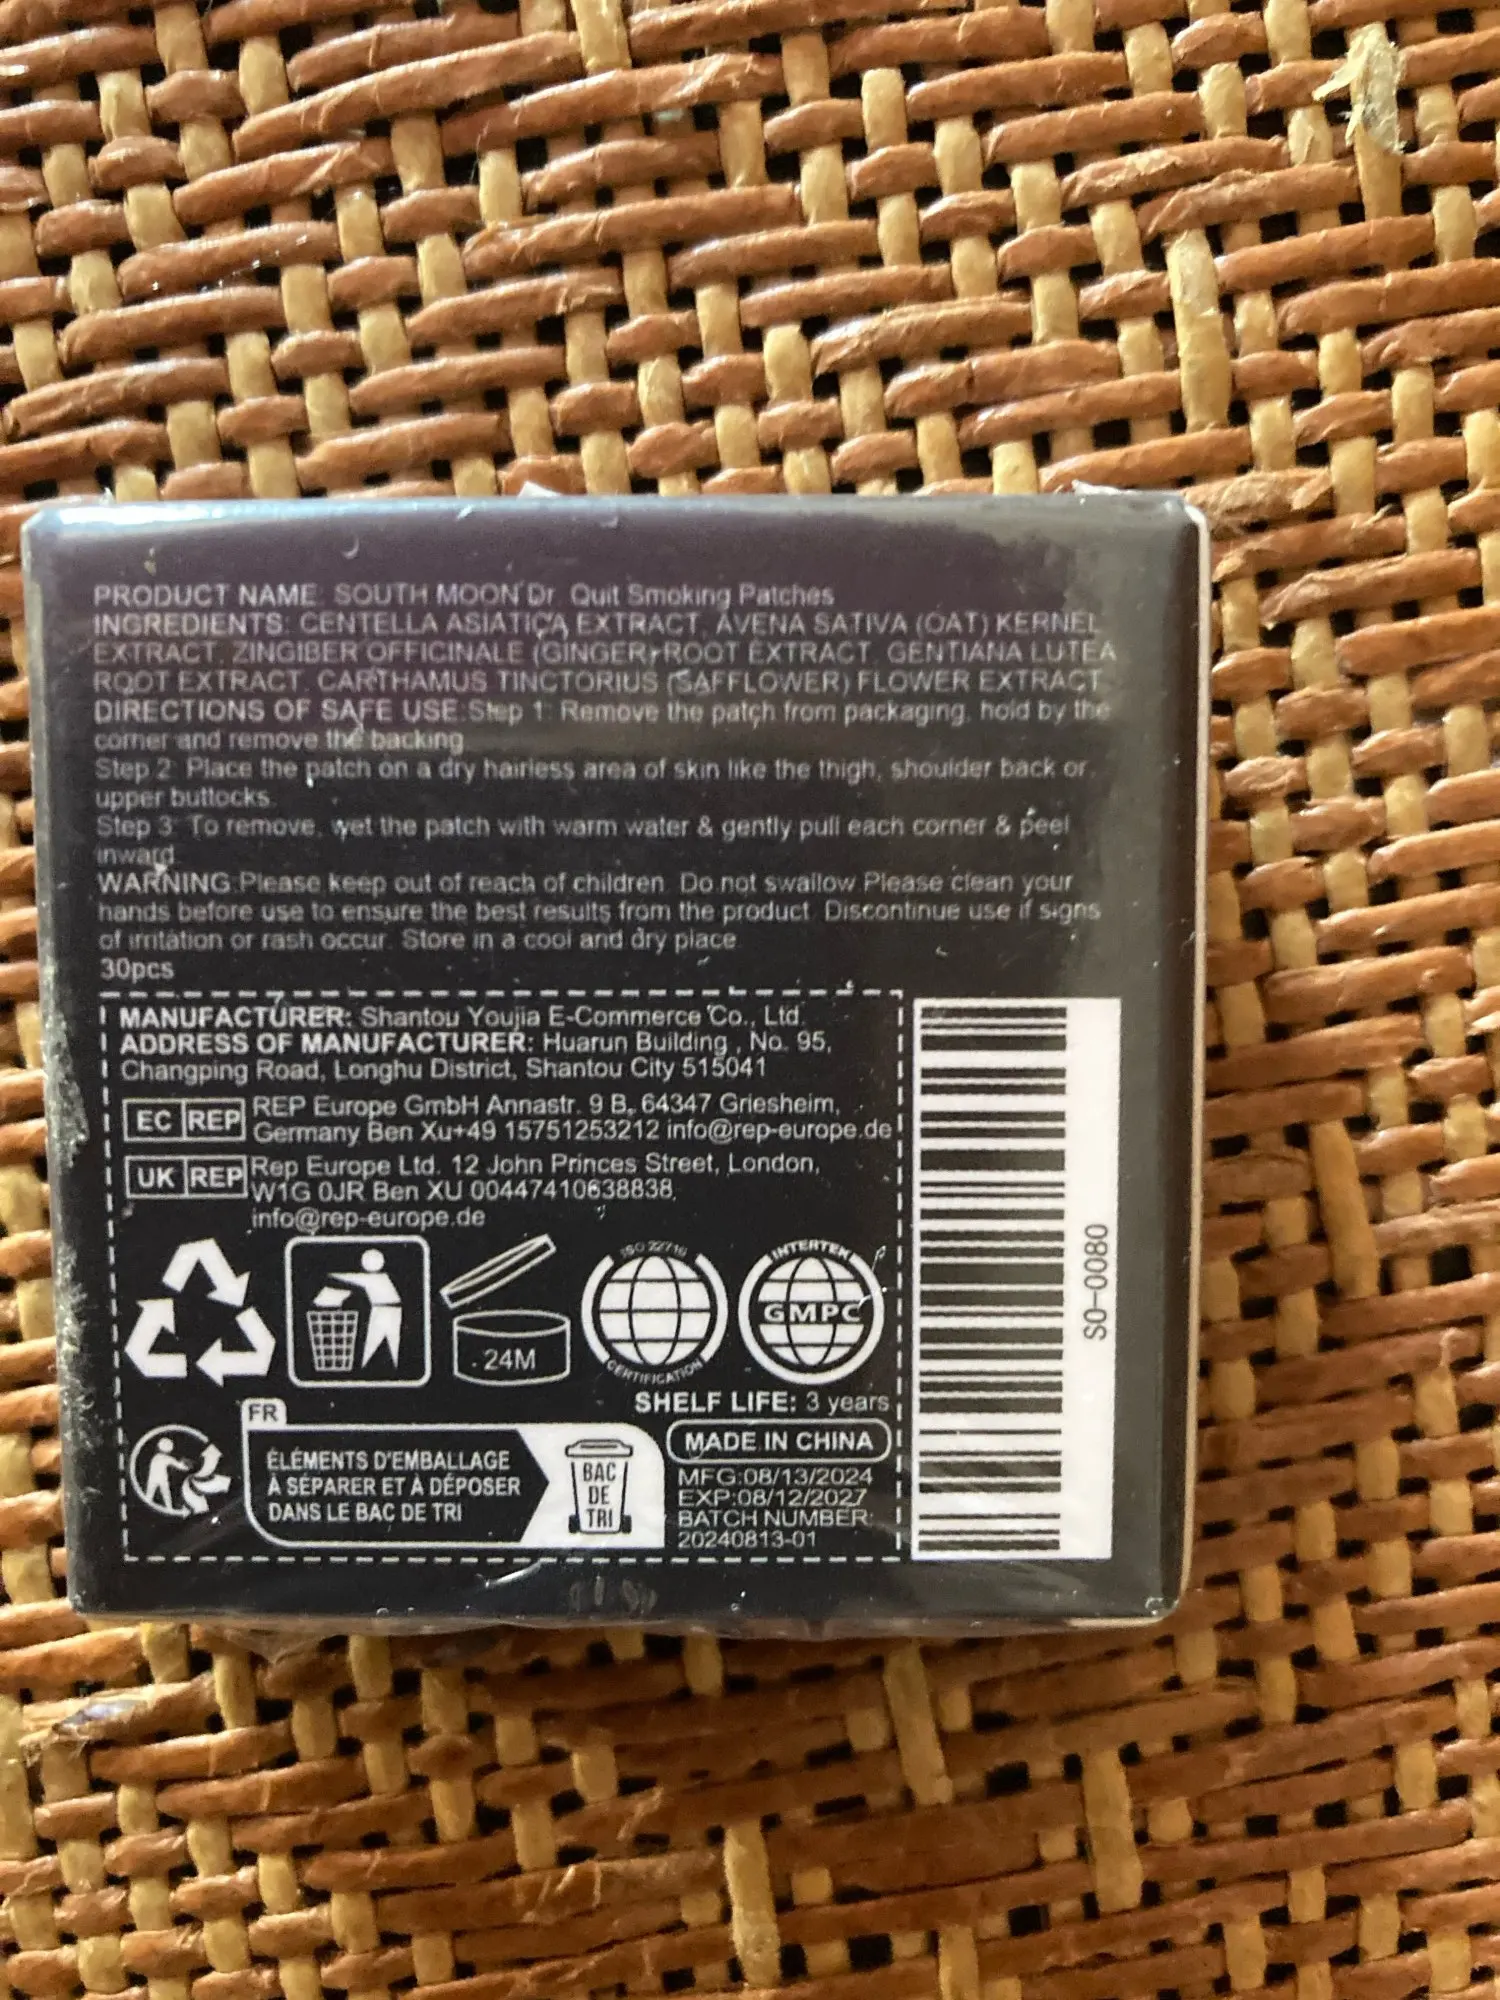 PRODUCT NAME: SOUTH MOON Dr. Quit Smoking Patches
INGREDIENTS: CENTELLA ASIATICA EXTRACT, AVENA SATIVA (OAT) KERNEL
EXTRACT, ZINGIBER OFFICINALE (GINGER) ROOT EXTRACT, GENTIANA LUTEA
ROOT EXTRACT, CARTHAMUS TINCTORIUS (SAFFLOWER) FLOWER EXTRACT
DIRECTIONS OF SAFE USE:Step 1: Remove the patch from packaging, hold by the
corner and remove the backing
Step 2: Place the patch on a dry hairless area of skin like the thigh, shoulder back or
upper buttocks.
Step 3: To remove, wet the patch with warm water & gently pull each corner & peel
inward.
WARNING:Please keep out of reach of children. Do not swallow.Please clean your
hands before use to ensure the best results from the product. Discontinue use if signs
of irritation or rash occur. Store in a cool and dry place.
30pcs
MANUFACTURER: Shantou Youjia E-Commerce Co., Ltd.
ADDRESS OF MANUFACTURER: Huarun Building , No. 95,
Changping Road, Longhu District, Shantou City 515041
EC REP REP Europe GmbH Annastr. 9 B, 64347 Griesheim,
Germany Ben Xu+49 15751253212 info@rep-europe.de
UK REP Rep Europe Ltd. 12 John Princes Street, London,
W1G 0JR Ben XU 00447410638838,
info@rep-europe.de
24M
ISO 22716
CERTIFICATION
INTERTEK
GMPC
SHELF LIFE: 3 years
FR
ÉLÉMENTS D'EMBALLAGE
À SÉPARER ET À DÉPOSER
DANS LE BAC DE TRI
BAC
DE
TRI
MADE IN CHINA
MFG:08/13/2024
EXP:08/12/2027
BATCH NUMBER:
20240813-01
S0-0080